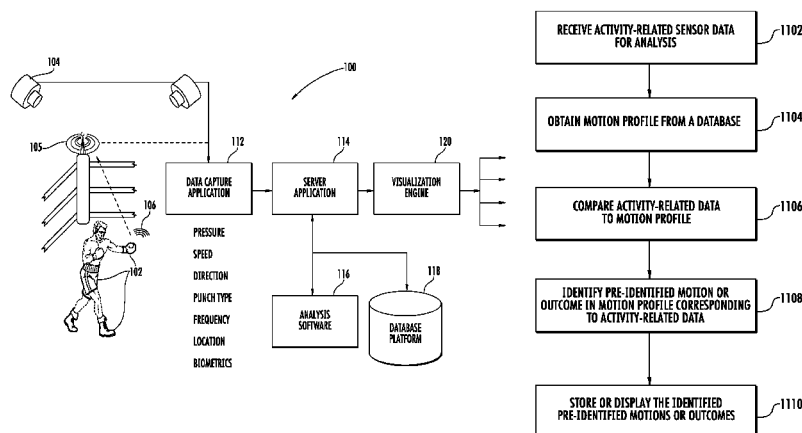 104
100
105
112
114
120
DATA CAPTURE
APPLICATION
SERVER
APPLICATION
VISUALIZATION
ENGINE
106
102
PRESSURE
SPEED
DIRECTION
PUNCH TYPE
FREQUENCY
LOCATION
BIOMETRICS
116
118
ANALYSIS
SOFTWARE
DATABASE
PLATFORM
RECEIVE ACTIVITY-RELATED SENSOR DATA
FOR ANALYSIS
1102
OBTAIN MOTION PROFILE FROM A DATABASE
1104
COMPARE ACTIVITY-RELATED DATA
TO MOTION PROFILE
1106
IDENTIFY PRE-IDENTIFIED MOTION OR
OUTCOME IN MOTION PROFILE CORRESPONDING
TO ACTIVITY-RELATED DATA
1108
STORE OR DISPLAY THE IDENTIFIED
PRE-IDENTIFIED MOTIONS OR OUTCOMES
1110